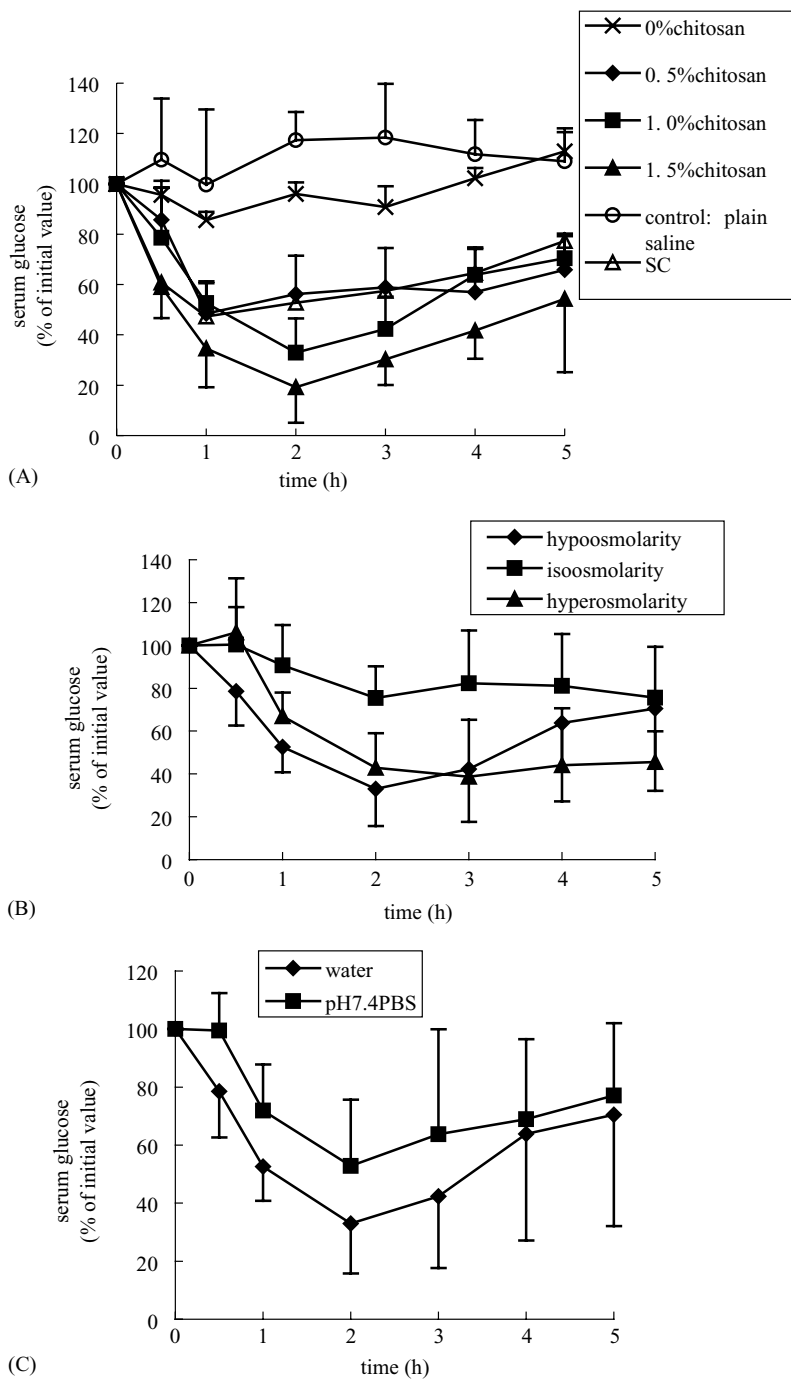 0%chitosan
0. 5%chitosan
1. 0%chitosan
1. 5%chitosan
control: plain
saline
SC
140
120
100
80
60
40
20
0
serum glucose
(% of initial value)
0 1 2 3 4 5
time (h)
(A)
hypoosmolarity
isoosmolarity
hyperosmolarity
140
120
100
80
60
40
20
0
serum glucose
(% of initial value)
0 1 2 3 4 5
time (h)
(B)
water
pH7.4PBS
120
100
80
60
40
20
0
serum glucose
(% of initial value)
0 1 2 3 4 5
time (h)
(C)